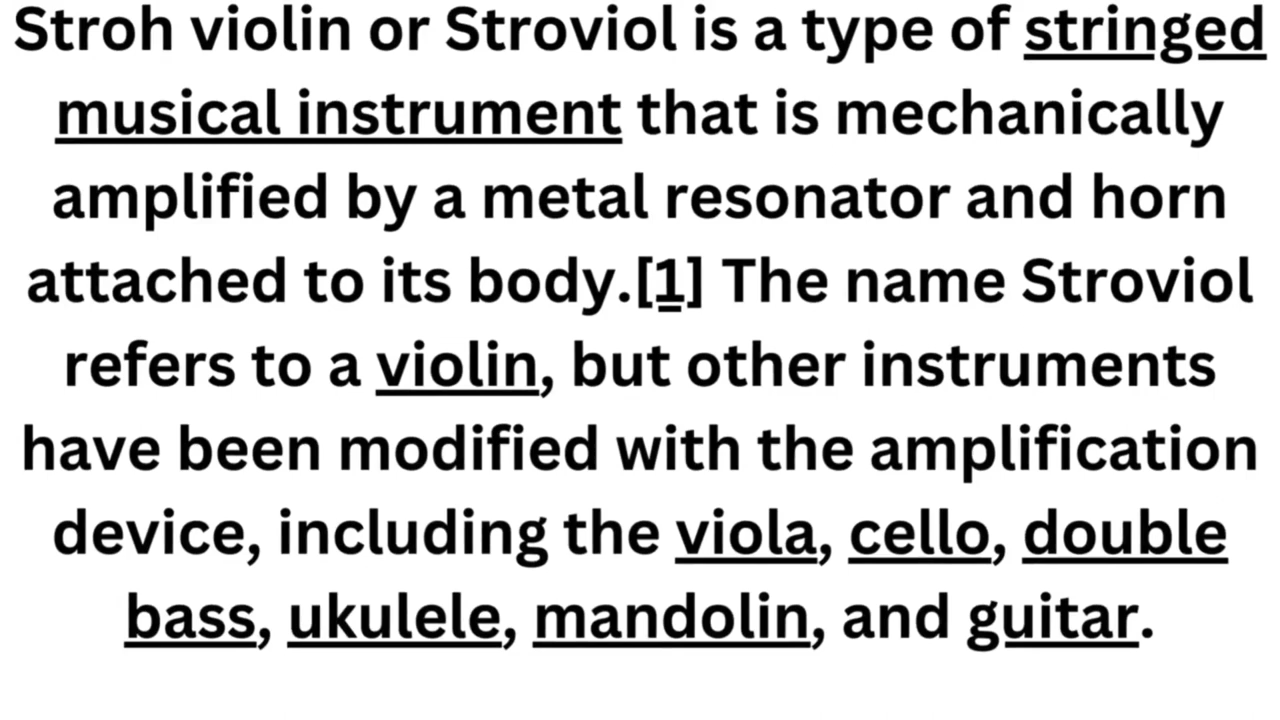 Stroh violin or Stroviol is a type of stringed
musical instrument that is mechanically
amplified by a metal resonator and horn
attached to its body.[1] The name Stroviol
refers to a violin, but other instruments
have been modified with the amplification
device, including the viola, cello, double
bass, ukulele, mandolin, and guitar.